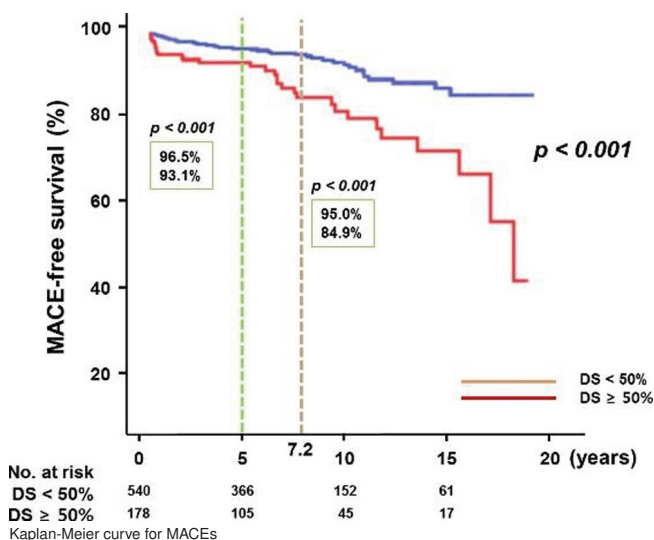 MACE-free survival (%)
100
80
60
40
20
p < 0.001
96.5%
93.1%
p < 0.001
95.0%
84.9%
p < 0.001
DS < 50%
DS ≥ 50%
0 5 7.2 10 15 20 (years)
No. at risk
DS < 50% 540 366 152 61
DS ≥ 50% 178 105 45 17
Kaplan-Meier curve for MACEs